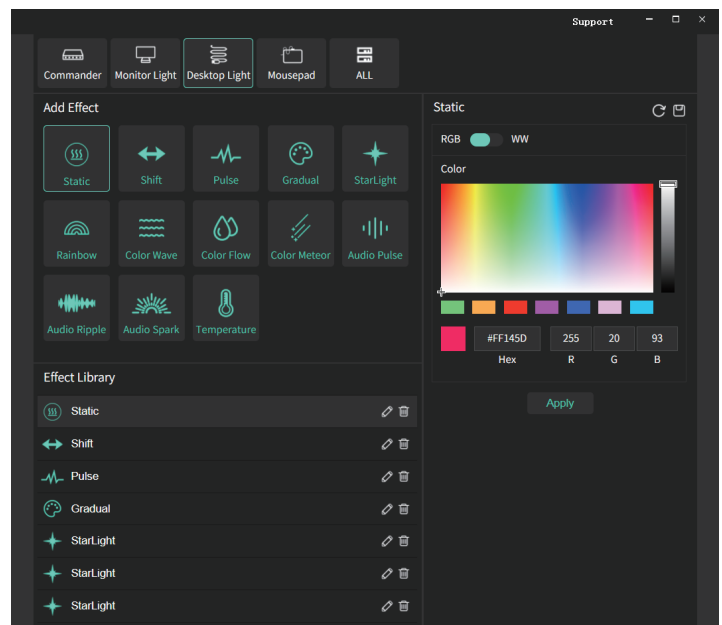 Support
Commander Monitor Light Desktop Light Mousepad ALL
Add Effect
Static Shift Pulse Gradual StarLight
Rainbow Color Wave Color Flow Color Meteor Audio Pulse
Audio Ripple Audio Spark Temperature
Effect Library
Static
Shift
Pulse
Gradual
StarLight
StarLight
StarLight
Static
RGB WW
Color
#FF145D 255 20 93
Hex R G B
Apply